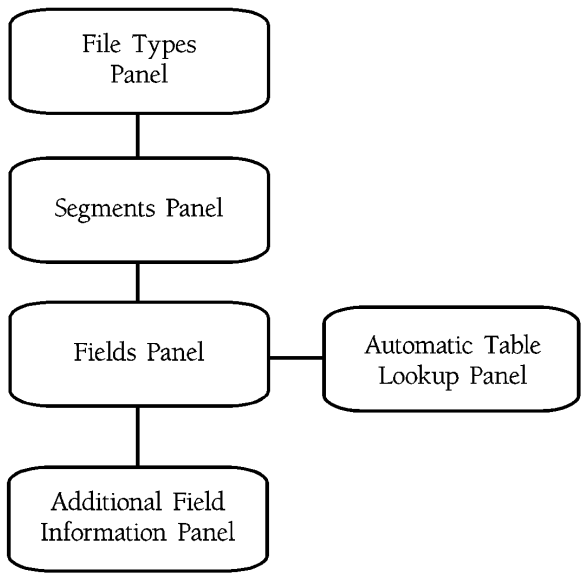 File Types
Panel
Segments Panel
Fields Panel
Automatic Table
Lookup Panel
Additional Field
Information Panel